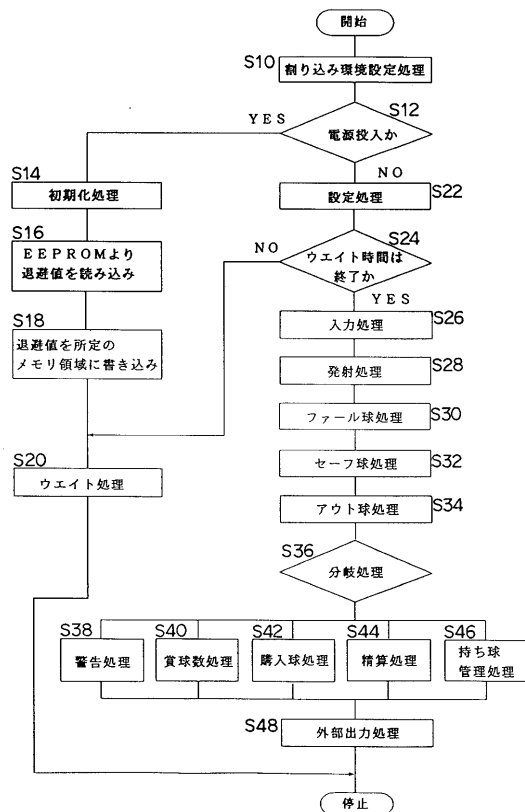 開始
S10
割り込み環境設定処理
S12
電源投入か
YES
NO
S14
初期化処理
S16
EEPROMより
退避値を読み込み
S18
退避値を所定の
メモリ領域に書き込み
S20
ウエイト処理
設定処理
S22
S24
ウエイト時間は
終了か
NO
YES
入力処理
S26
発射処理
S28
ファール球処理
S30
セーフ球処理
S32
アウト球処理
S34
S36
分岐処理
S38
警告処理
S40
賞球数処理
S42
購入球処理
S44
精算処理
S46
持ち球
管理処理
S48
外部出力処理
停止